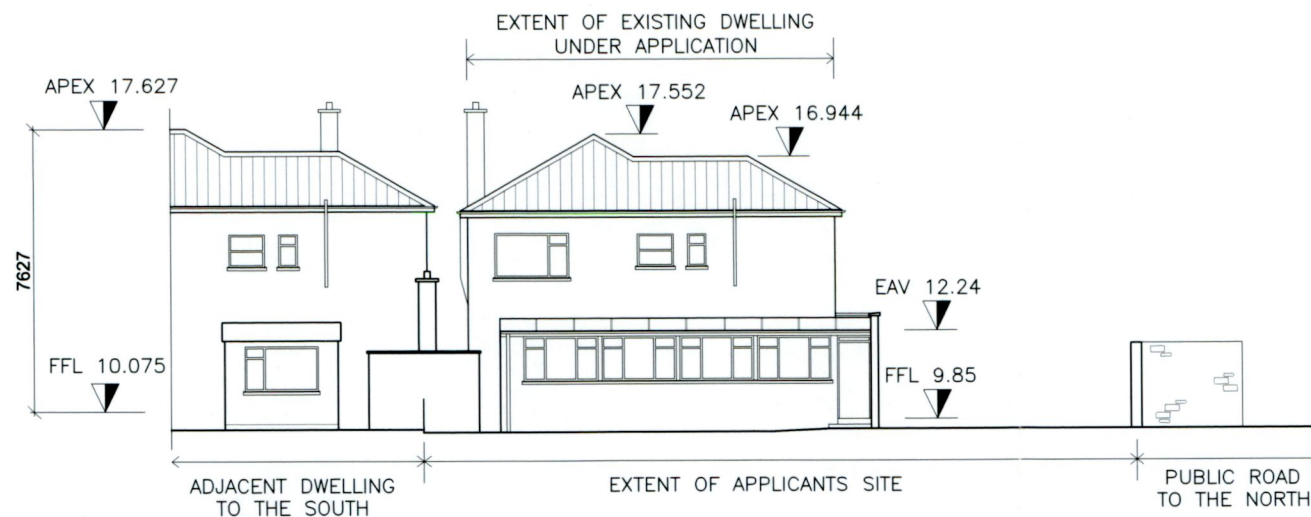 EXTENT OF EXISTING DWELLING
UNDER APPLICATION
APEX 17.627
APEX 17.552
APEX 16.944
7627
EAV 12.24
FFL 10.075
FFL 9.85
ADJACENT DWELLING
TO THE SOUTH
EXTENT OF APPLICANTS SITE
PUBLIC ROAD
TO THE NORTH